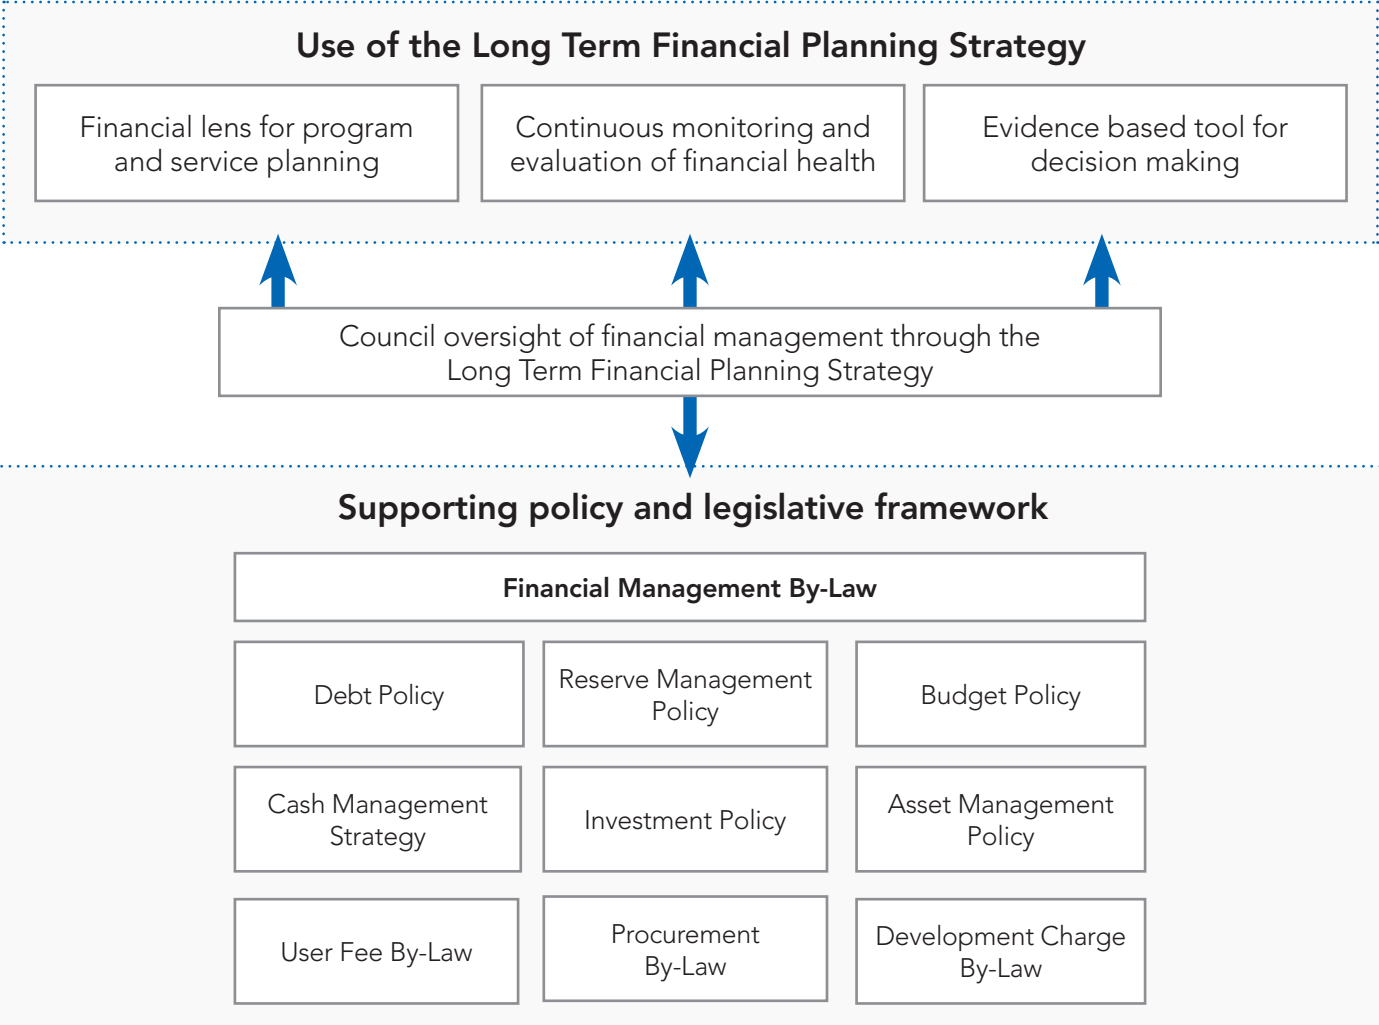 Use of the Long Term Financial Planning Strategy
Financial lens for program
and service planning
Continuous monitoring and
evaluation of financial health
Evidence based tool for
decision making
Council oversight of financial management through the
Long Term Financial Planning Strategy
Supporting policy and legislative framework
Financial Management By-Law
Debt Policy
Reserve Management
Policy
Budget Policy
Cash Management
Strategy
Investment Policy
Asset Management
Policy
User Fee By-Law
Procurement
By-Law
Development Charge
By-Law